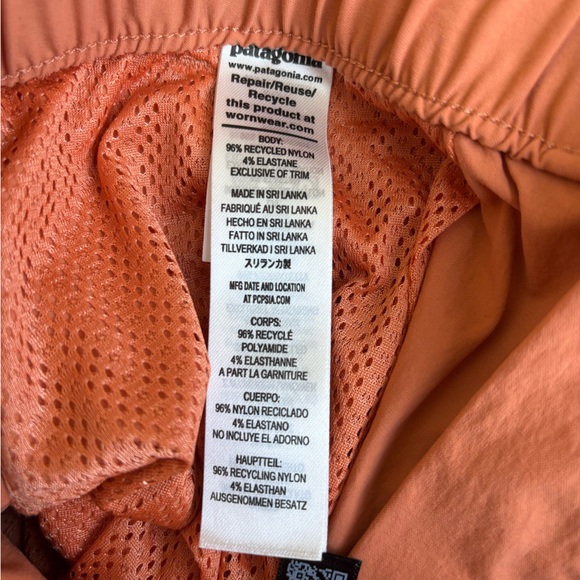 patagonia
www.patagonia.com
Repair/Reuse/
Recycle
this product at
wornwear.com
BODY:
96% RECYCLED NYLON
4% ELASTANE
EXCLUSIVE OF TRIM
MADE IN SRI LANKA
FABRIQUÉ AU SRI LANKA
HECHO EN SRI LANKA
FATTO IN SRI LANKA
TILLVERKAD I SRI LANKA
スリランカ製
MFG DATE AND LOCATION
AT PCPSIA.COM
CORPS:
96% RECYCLÉ
POLYAMIDE
4% ELASTHANNE
A PART LA GARNITURE
CUERPO:
96% NYLON RECICLADO
4% ELASTANO
NO INCLUYE EL ADORNO
HAUPTTEIL:
96% RECYCLING NYLON
4% ELASTHAN
AUSGENOMMEN BESATZ